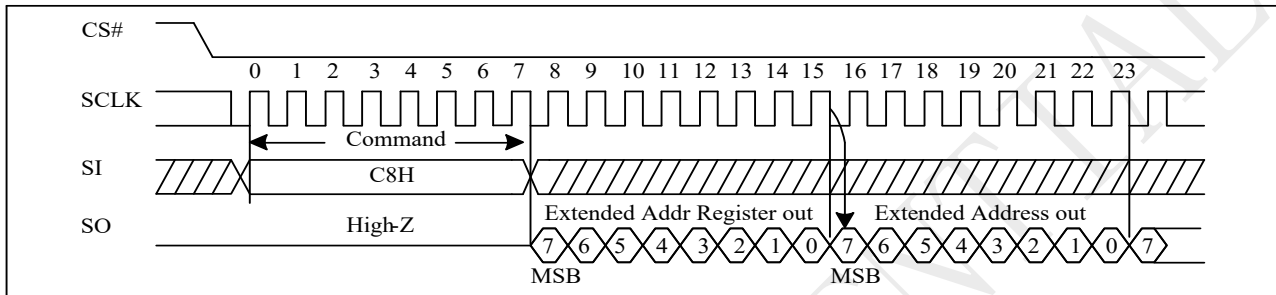 CS#
0 1 2 3 4 5 6 7 8 9 10 11 12 13 14 15 16 17 18 19 20 21 22 23
SCLK
Command
SI
C8H
Extended Addr Register out Extended Address out
SO
High-Z
7 6 5 4 3 2 1 0 7 6 5 4 3 2 1 0 7
MSB MSB